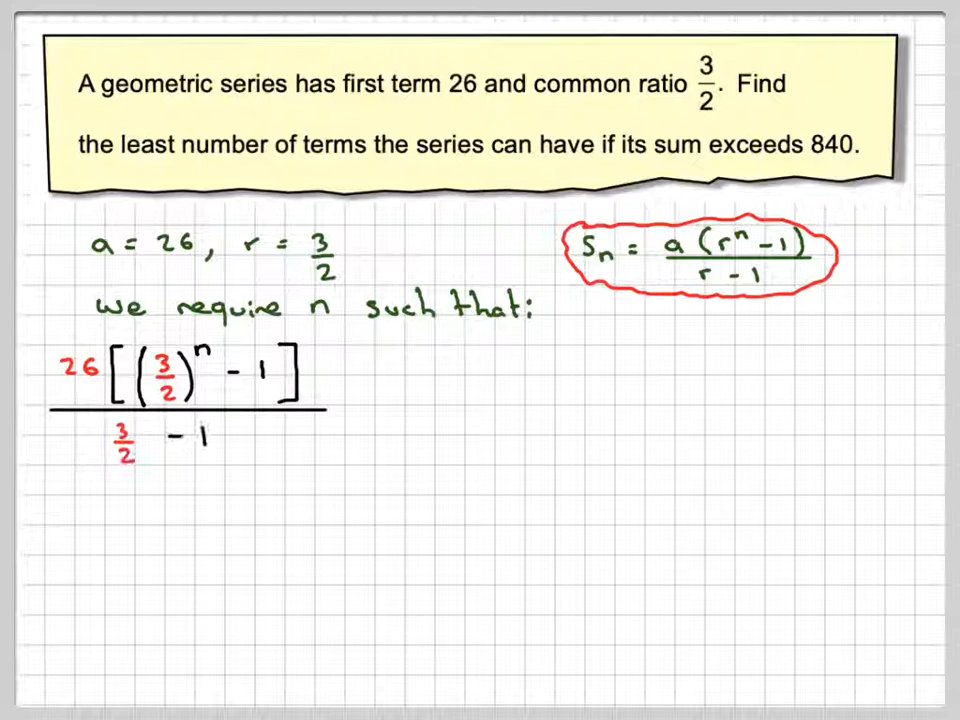 A geometric series has first term 26 and common ratio 3/2. Find
the least number of terms the series can have if its sum exceeds 840.
a = 26, r = 3/2
Sn = a(r^n - 1)/(r - 1)
we require n such that:
26[(3/2)^n - 1]
3/2 - 1